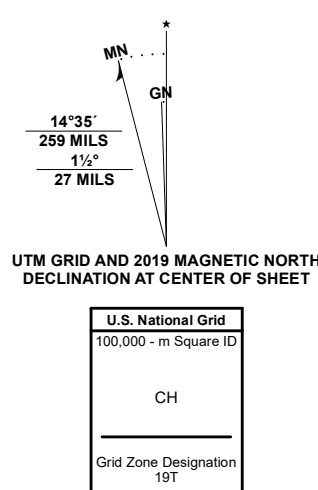 ★
MN
GN
14°35´
259 MILS
1½°
27 MILS
UTM GRID AND 2019 MAGNETIC NORTH
DECLINATION AT CENTER OF SHEET
U.S. National Grid
100,000 - m Square ID
CH
Grid Zone Designation
19T